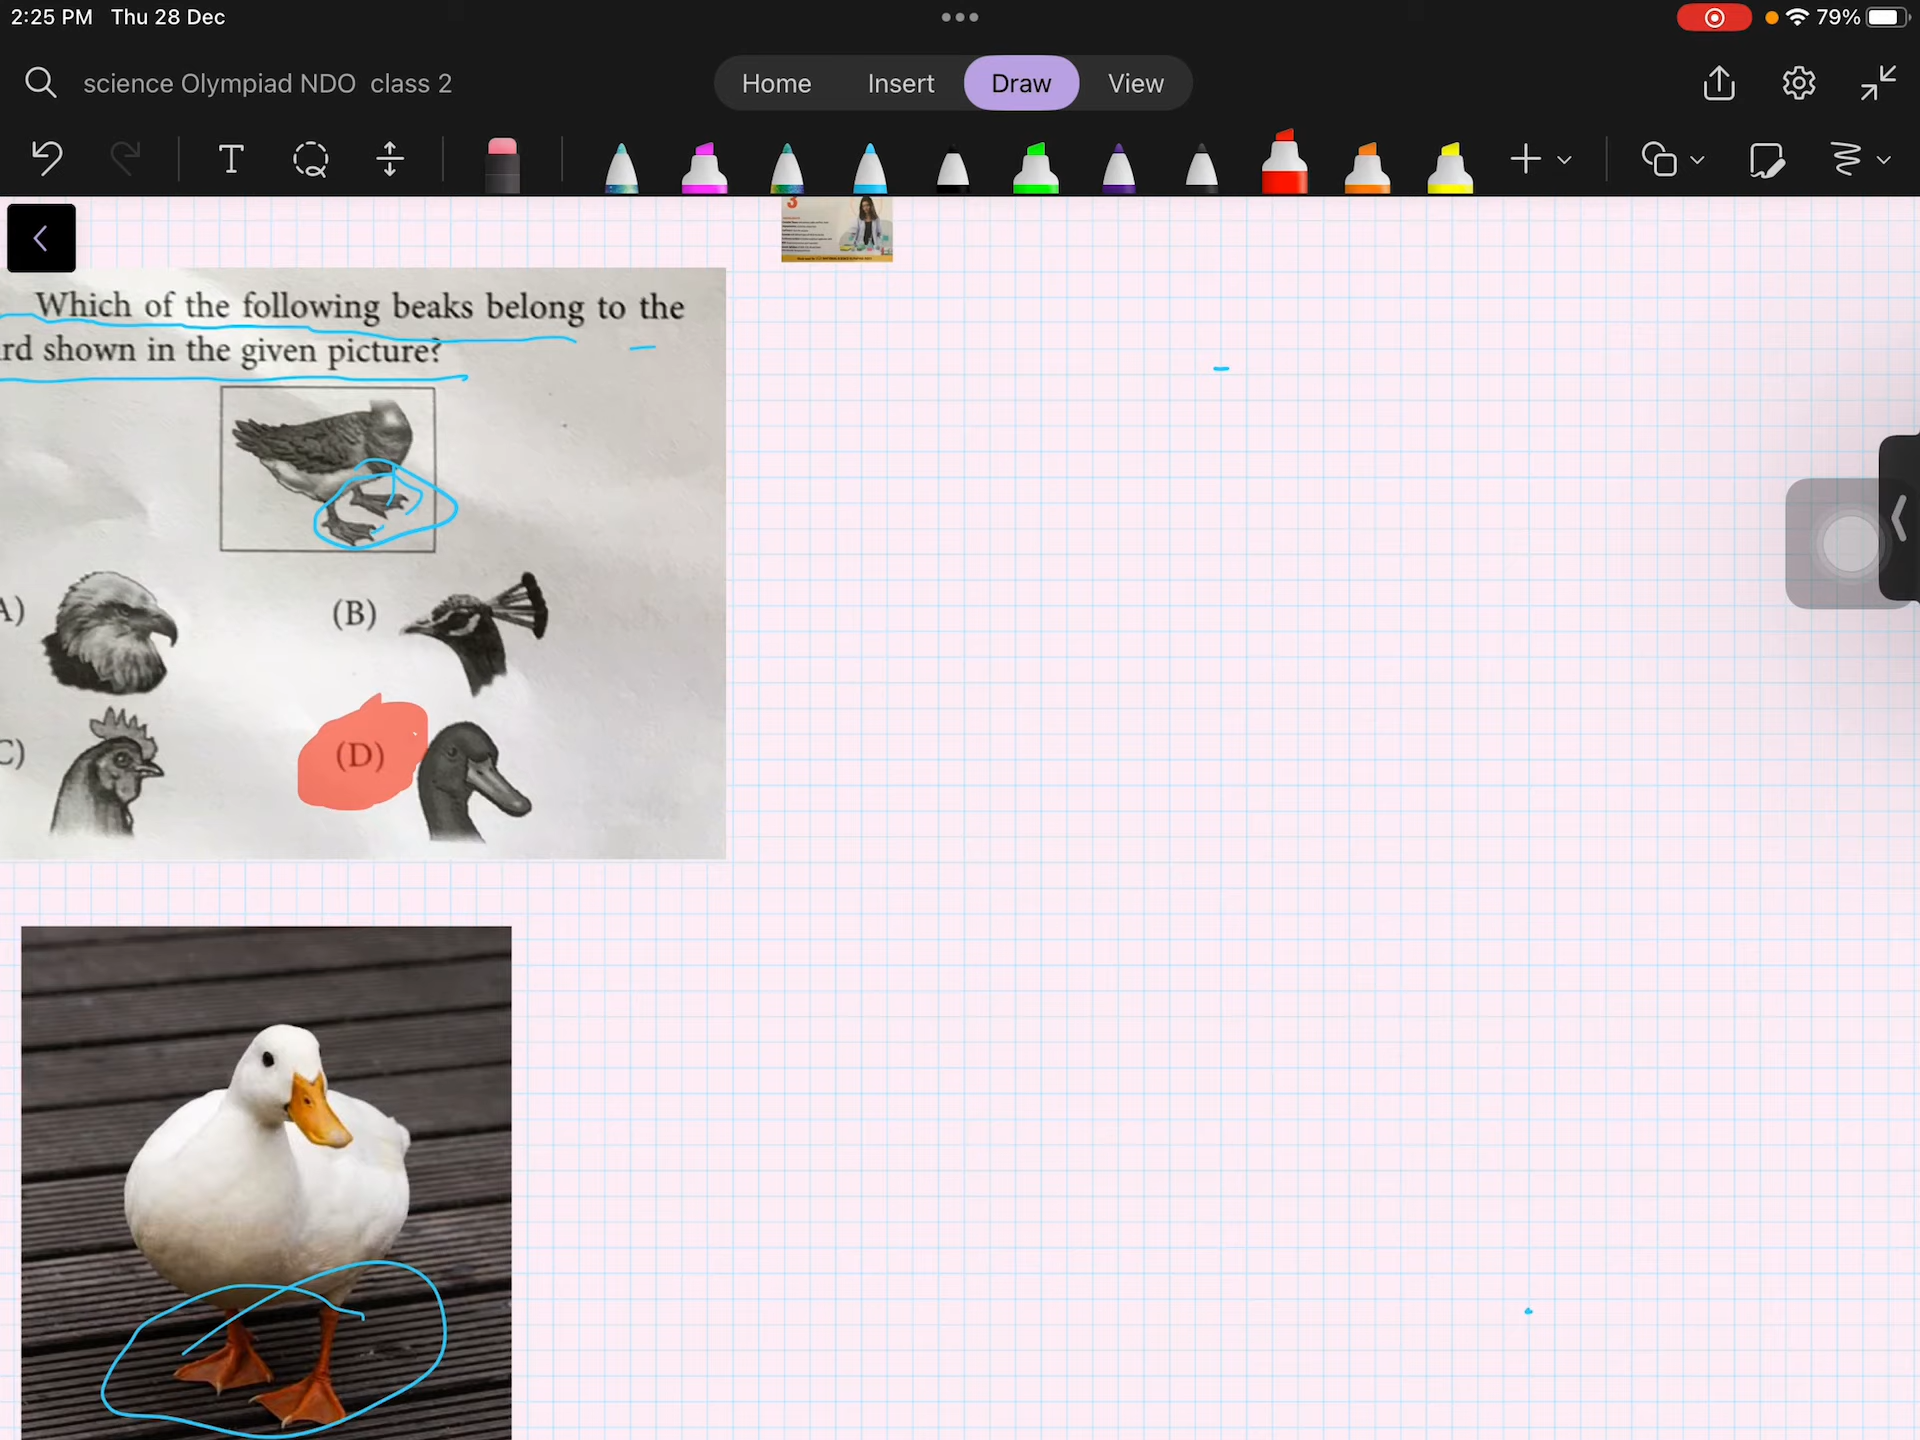 2:25 PM Thu 28 Dec
79%
science Olympiad NDO class 2
Home Insert Draw View
T
3
Which of the following beaks belong to the
rd shown in the given picture?
A)
(B)
C)
(D)